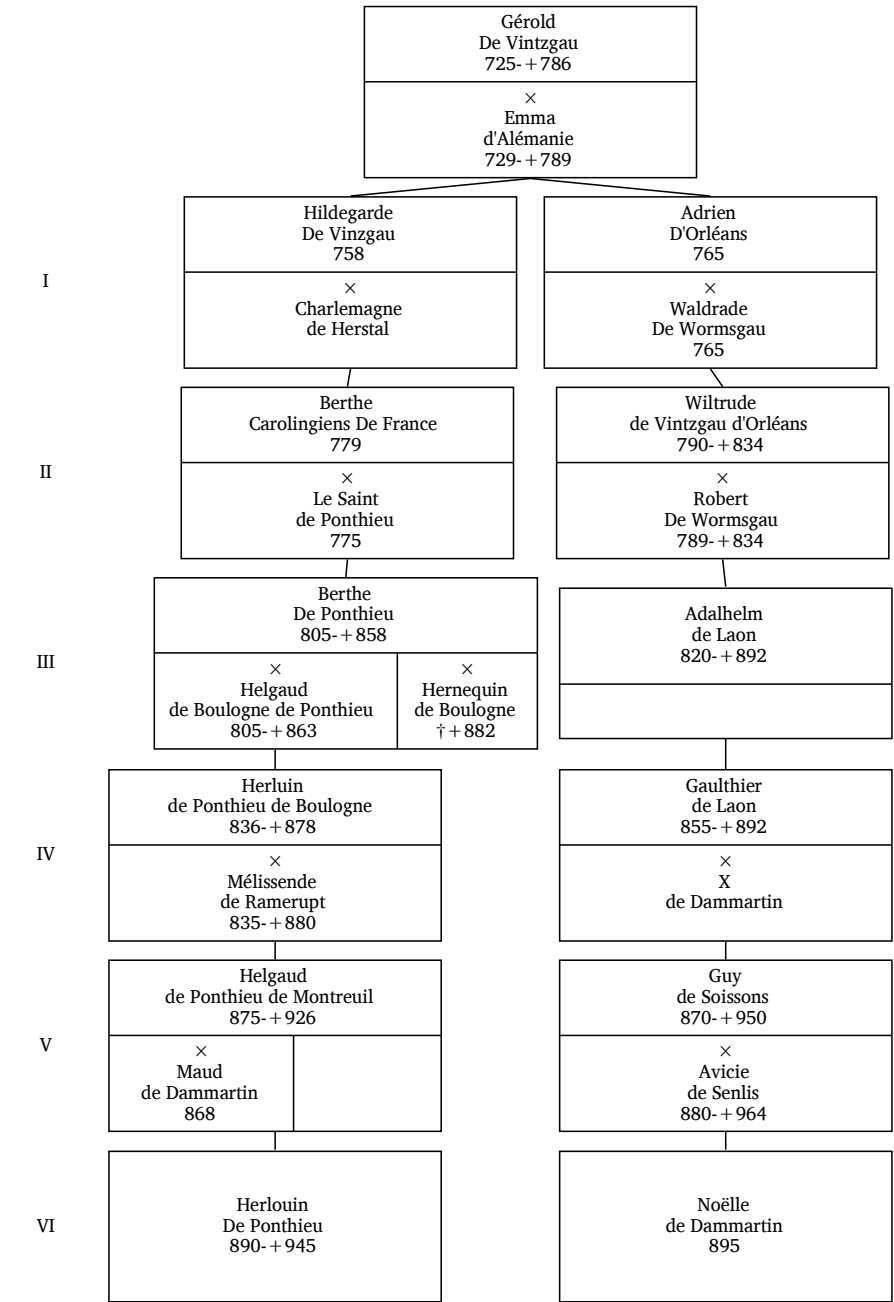 Gérold
De Vintzgau
725-+786
×
Emma
d'Alémanie
729-+789
I
Hildegarde
De Vinzgau
758
×
Charlemagne
de Herstal
Adrien
D'Orléans
765
×
Waldrade
De Wormsgau
765
II
Berthe
Carolingiens De France
779
×
Le Saint
de Ponthieu
775
Wiltrude
de Vintzgau d'Orléans
790-+834
×
Robert
De Wormsgau
789-+834
III
Berthe
De Ponthieu
805-+858
×
Helgaud
de Boulogne de Ponthieu
805-+863
×
Hernequin
de Boulogne
†+882
Adalhelm
de Laon
820-+892
IV
Herluin
de Ponthieu de Boulogne
836-+878
×
Mélissende
de Ramerupt
835-+880
Gaulthier
de Laon
855-+892
×
X
de Dammartin
V
Helgaud
de Ponthieu de Montreuil
875-+926
×
Maud
de Dammartin
868
Guy
de Soissons
870-+950
×
Avicie
de Senlis
880-+964
VI
Herlouin
De Ponthieu
890-+945
Noëlle
de Dammartin
895